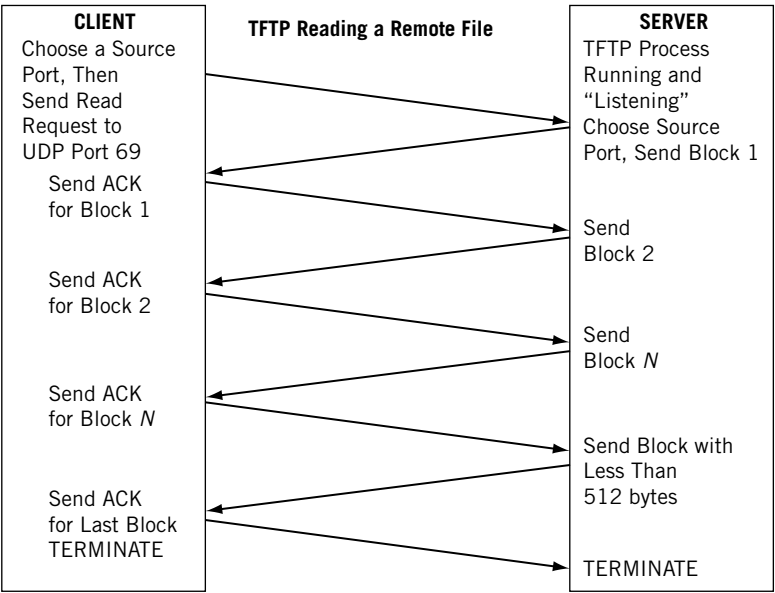 CLIENT
Choose a Source
Port, Then
Send Read
Request to
UDP Port 69
Send ACK
for Block 1
Send ACK
for Block 2
Send ACK
for Block N
Send ACK
for Last Block
TERMINATE
TFTP Reading a Remote File
SERVER
TFTP Process
Running and
“Listening”
Choose Source
Port, Send Block 1
Send
Block 2
Send
Block N
Send Block with
Less Than
512 bytes
TERMINATE